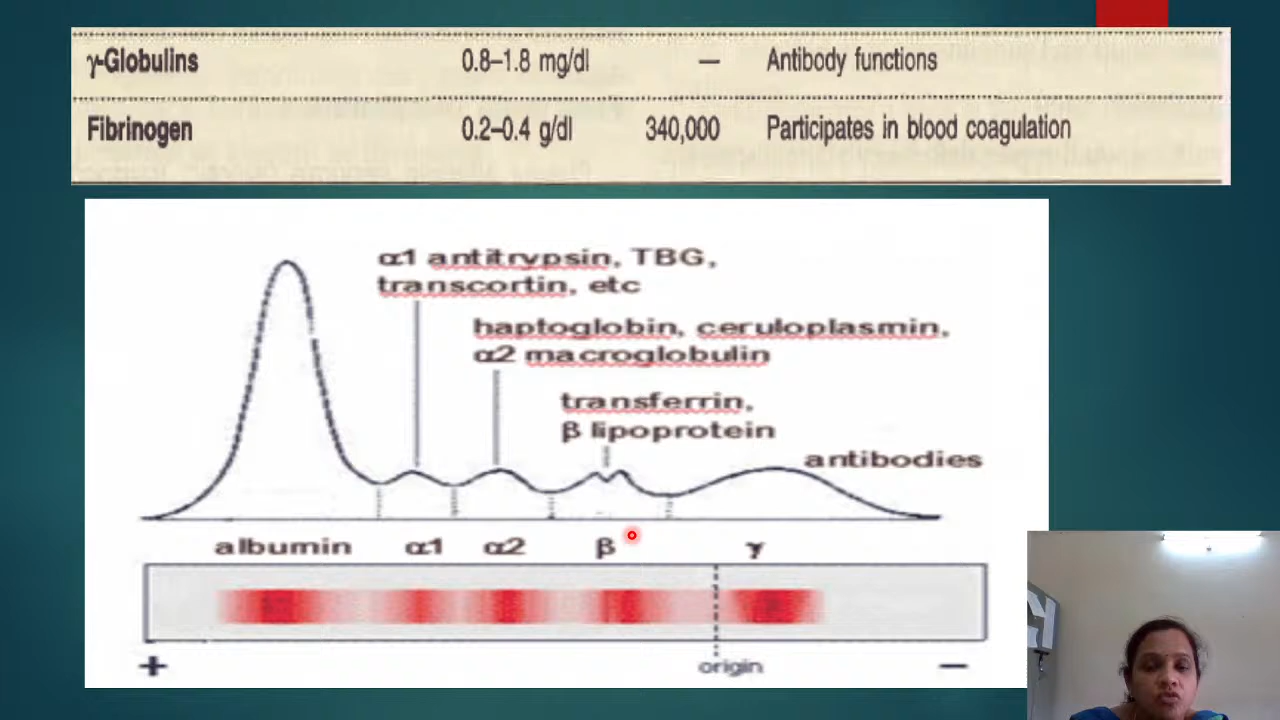 γ-Globulins 0.8–1.8 mg/dl — Antibody functions
Fibrinogen 0.2–0.4 g/dl 340,000 Participates in blood coagulation
α1 antitrypsin, TBG,
transcortin, etc
haptoglobin, ceruloplasmin,
α2 macroglobulin
transferrin,
β lipoprotein
antibodies
albumin α1 α2 β γ
+ origin −